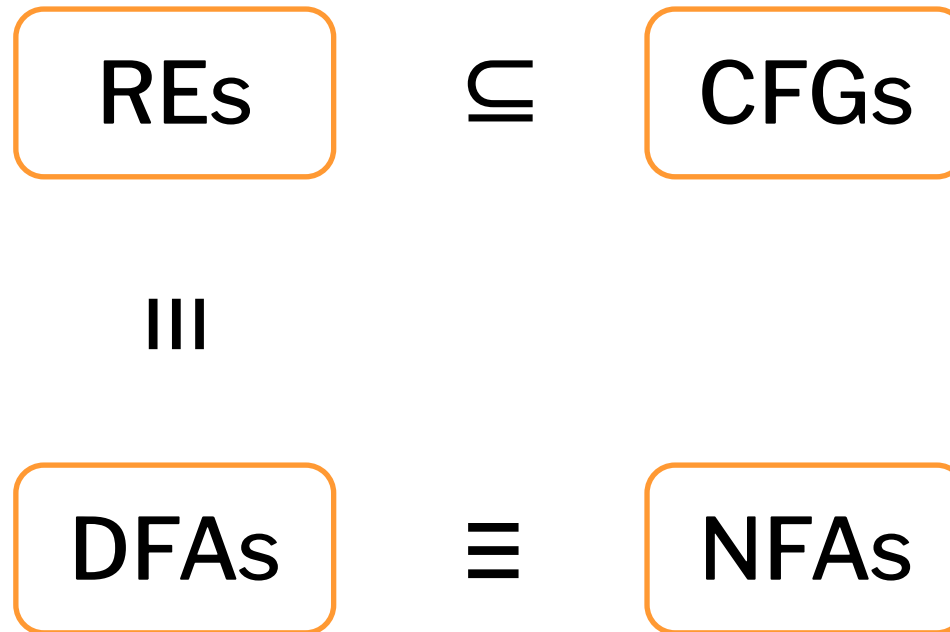 REs ⊆ CFGs
≡
DFAs ≡ NFAs